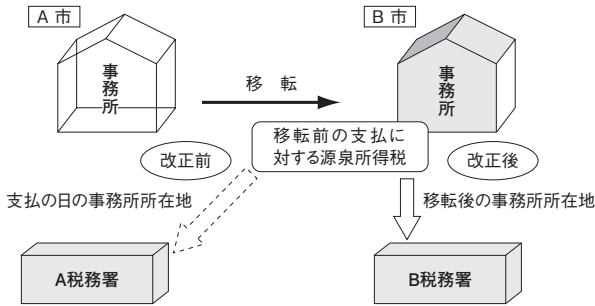 A 市
B 市
事務所
移 転
事務所
移転前の支払に
対する源泉所得税
改正前
改正後
支払の日の事務所所在地
移転後の事務所所在地
A税務署
B税務署